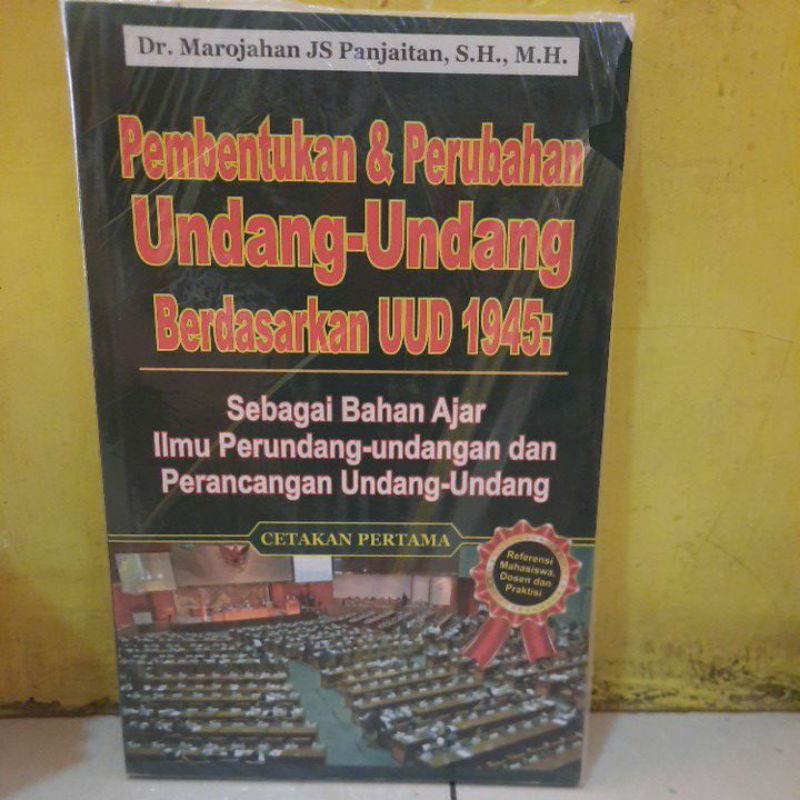 Dr. Marojahan JS Panjaitan, S.H., M.H.
Pembentukan & Perubahan
Undang-Undang
Berdasarkan UUD 1945:
Sebagai Bahan Ajar
Ilmu Perundang-undangan dan
Perancangan Undang-Undang
CETAKAN PERTAMA
Referensi
Mahasiswa,
Dosen dan
Praktisi